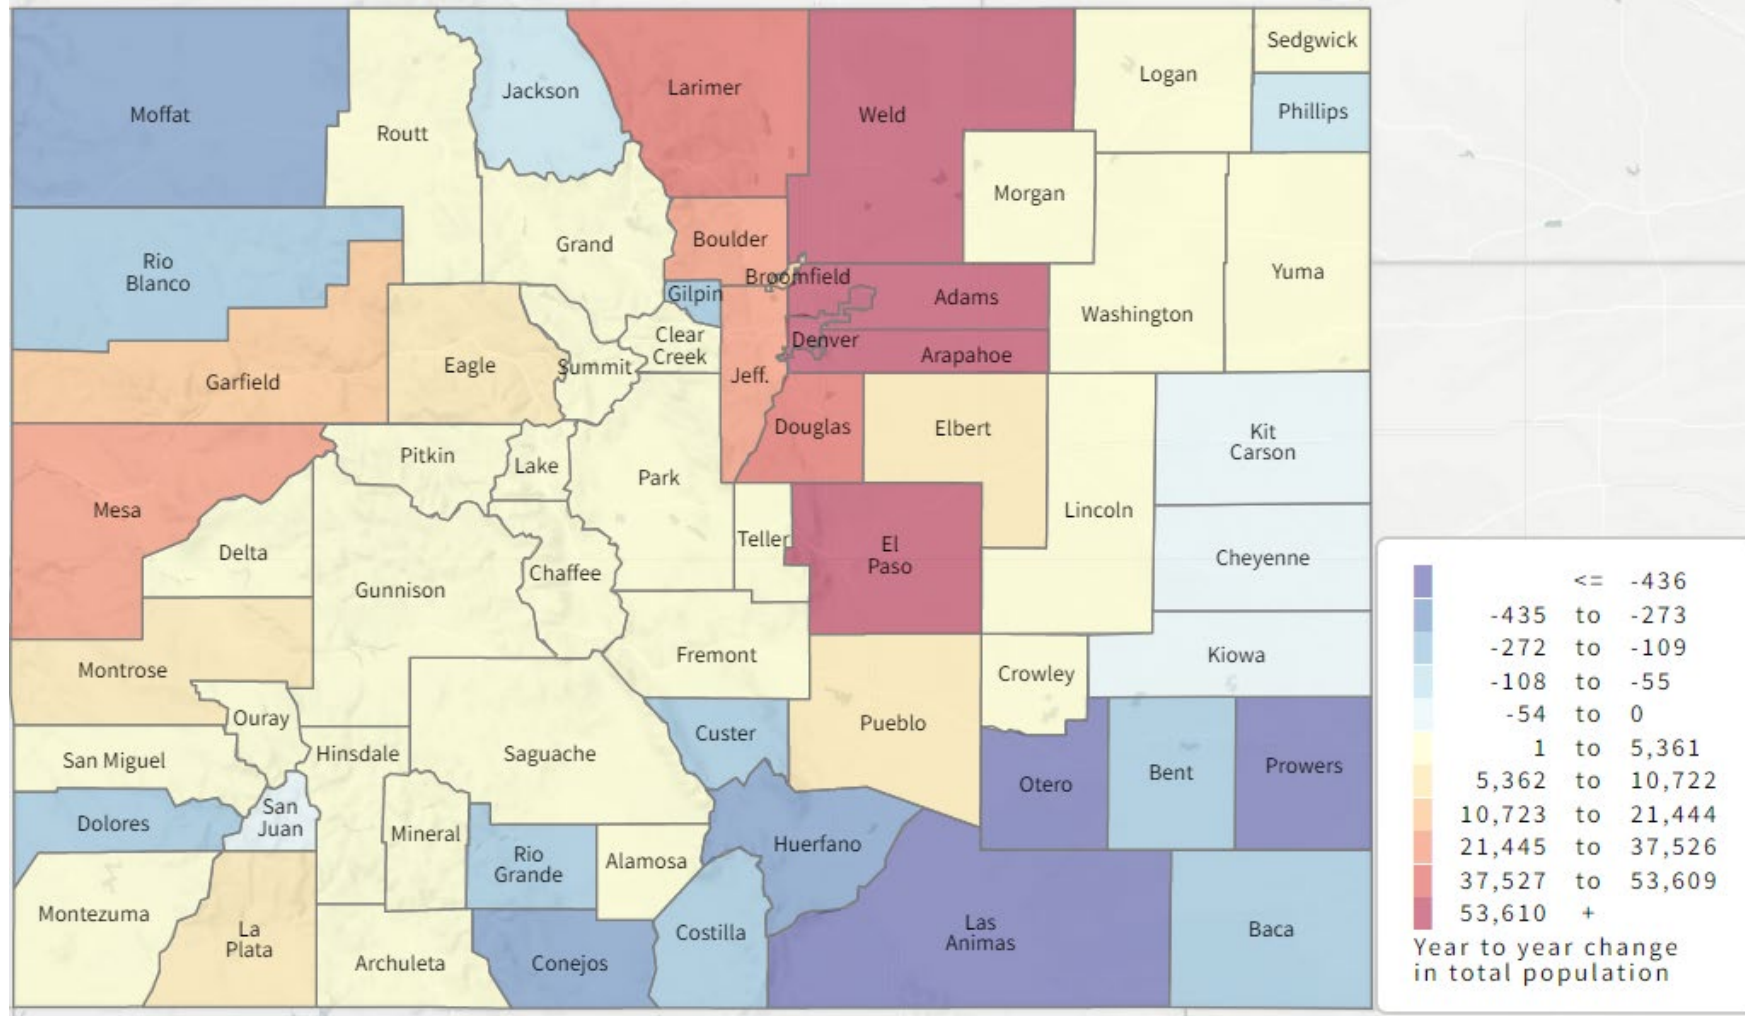 Sedgwick
Logan
Larimer
Jackson
Phillips
Moffat
Weld
Routt
Morgan
Boulder
Grand
Rio
Blanco
Yuma
Broomfield
Gilpin
Adams
Washington
Clear
Creek
Denver
Arapahoe
Eagle
Summit
Jeff.
Garfield
Douglas
Elbert
Kit
Carson
Pitkin
Lake
Park
Mesa
Lincoln
Teller
El
Paso
Delta
Cheyenne
Chaffee
Gunnison
Fremont
Kiowa
Montrose
Crowley
Ouray
Pueblo
Custer
Hinsdale
Saguache
San Miguel
Prowers
Bent
Otero
San
Juan
Dolores
Mineral
Huerfano
Rio
Grande
Alamosa
Montezuma
La
Plata
Las
Animas
Costilla
Baca
Archuleta
Conejos
<= -436
-435 to -273
-272 to -109
-108 to -55
-54 to 0
1 to 5,361
5,362 to 10,722
10,723 to 21,444
21,445 to 37,526
37,527 to 53,609
53,610 +
Year to year change
in total population